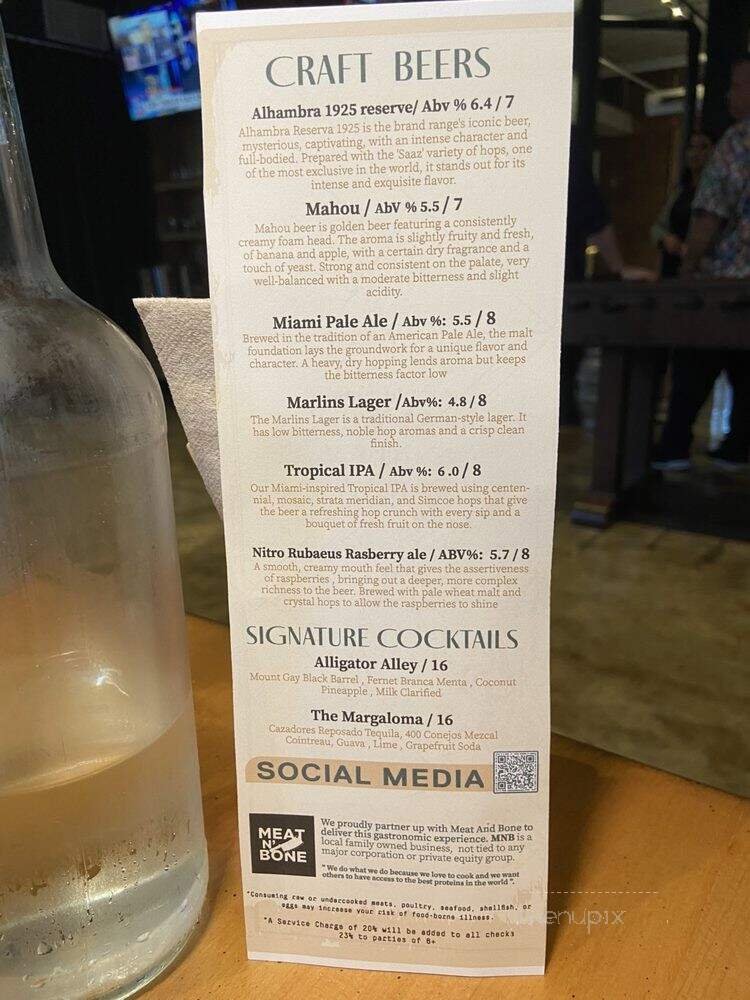 CRAFT BEERS
Alhambra 1925 reserve/ Abv % 6.4 / 7
Alhambra Reserva 1925 is the brand range's iconic beer,
mysterious, captivating, with an intense character and
full-bodied. Prepared with the 'Saaz' variety of hops, one
of the most exclusive in the world, it stands out for its
intense and exquisite flavor.
Mahou / AbV % 5.5 / 7
Mahou beer is golden beer featuring a consistently
creamy foam head. The aroma is slightly fruity and fresh,
of banana and apple, with a certain dry fragrance and a
touch of yeast. Strong and consistent on the palate, very
well-balanced with a moderate bitterness and slight
acidity.
Miami Pale Ale / Abv %: 5.5 / 8
Brewed in the tradition of an American Pale Ale, the malt
foundation lays the groundwork for a unique flavor and
character. A heavy, dry hopping lends aroma but keeps
the bitterness factor low
Marlins Lager /Abv%: 4.8 / 8
The Marlins Lager is a traditional German-style lager. It
has low bitterness, noble hop aromas and a crisp clean
finish.
Tropical IPA / Abv %: 6 .0 / 8
Our Miami-inspired Tropical IPA is brewed using centen-
nial, mosaic, strata meridian, and Simcoe hops that give
the beer a refreshing hop crunch with every sip and a
bouquet of fresh fruit on the nose.
Nitro Rubaeus Rasberry ale / ABV%: 5.7 / 8
A smooth, creamy mouth feel that gives the assertiveness
of raspberries , bringing out a deeper, more complex
richness to the beer. Brewed with pale wheat malt and
crystal hops to allow the raspberries to shine
SIGNATURE COCKTAILS
Alligator Alley / 16
Mount Gay Black Barrel , Fernet Branca Menta , Coconut
Pineapple , Milk Clarified
The Margaloma / 16
Cazadores Reposado Tequila, 400 Conejos Mezcal
Cointreau, Guava , Lime , Grapefruit Soda
SOCIAL MEDIA
MEAT
N'
BONE
We proudly partner up with Meat And Bone to
deliver this gastronomic experience. MNB is a
local family owned business, not tied to any
major corporation or private equity group.
" We do what we do because we love to cook and we want
others to have access to the best proteins in the world ".
*Consuming raw or undercooked meats, poultry, seafood, shellfish, or
eggs may increase your risk of food-borne illness.
*A Service Charge of 20% will be added to all checks
23% to parties of 6+
menupix